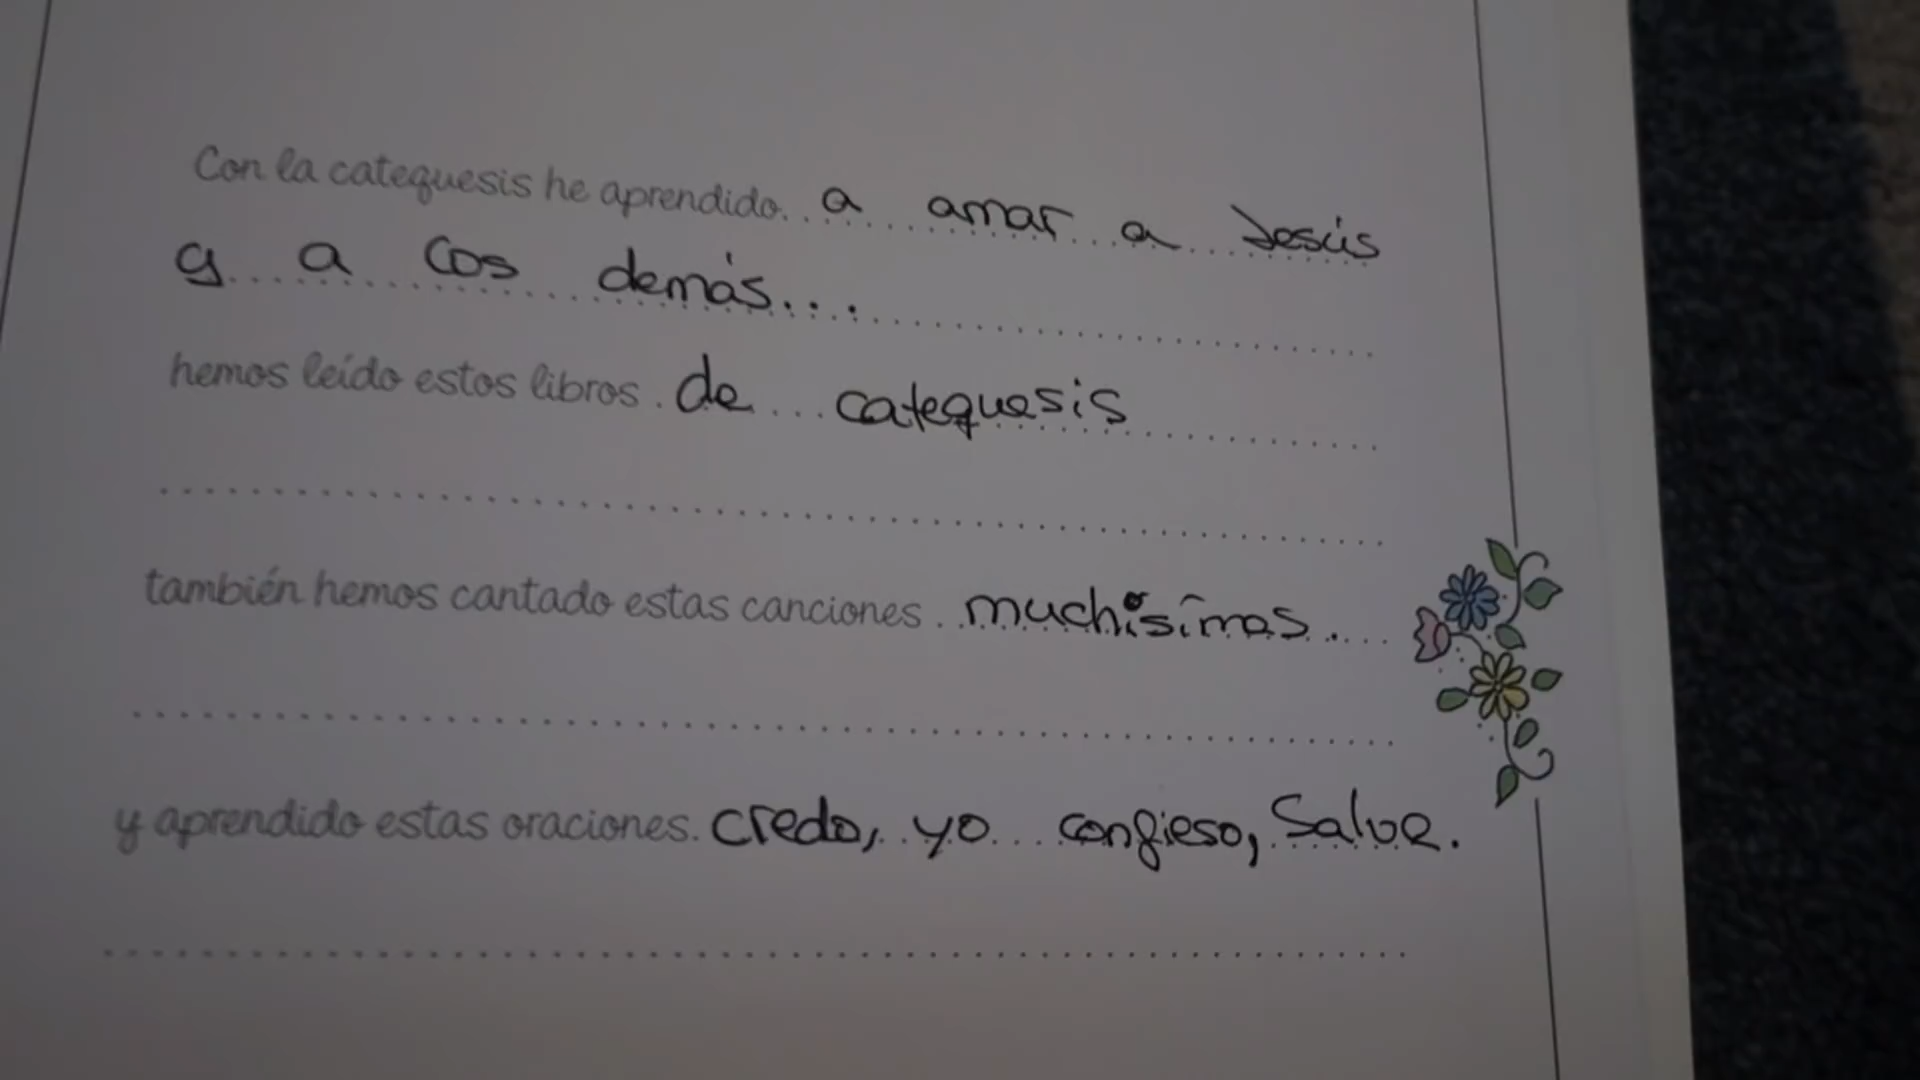 Con la catequesis he aprendido a amar a Jesús
y a los demás...
hemos leído estos libros de catequesis
también hemos cantado estas canciones muchísimas.
y aprendido estas oraciones. credo, yo confieso, Salve.